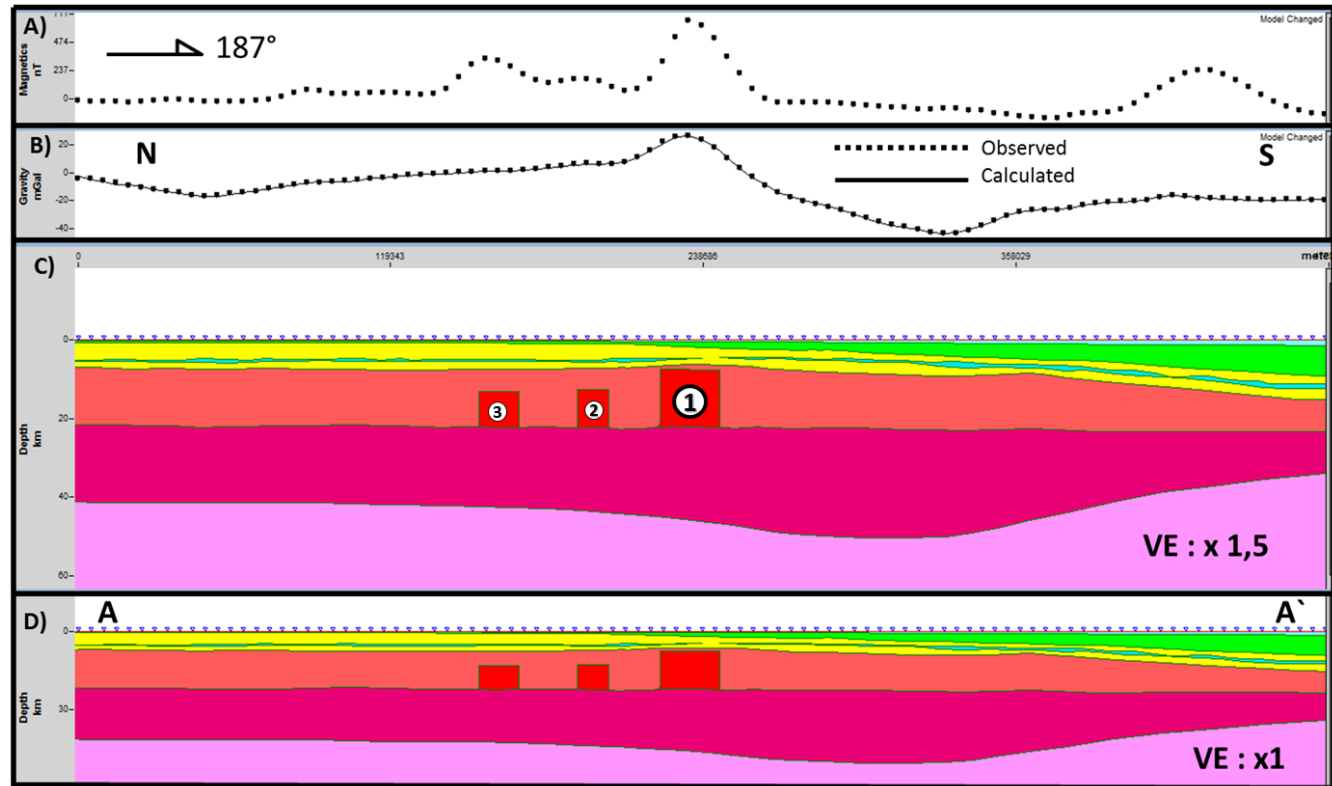 A)
Magnetics
nT
474
237
0
187°
Model Changed
B)
Gravity
mGal
20
0
-20
-40
N
Observed
Calculated
Model Changed
S
C)
0
119343
238686
358029
Depth
km
0
20
40
60
3
2
1
VE : x 1,5
D)
A
A`
Depth
km
0
30
VE : x1